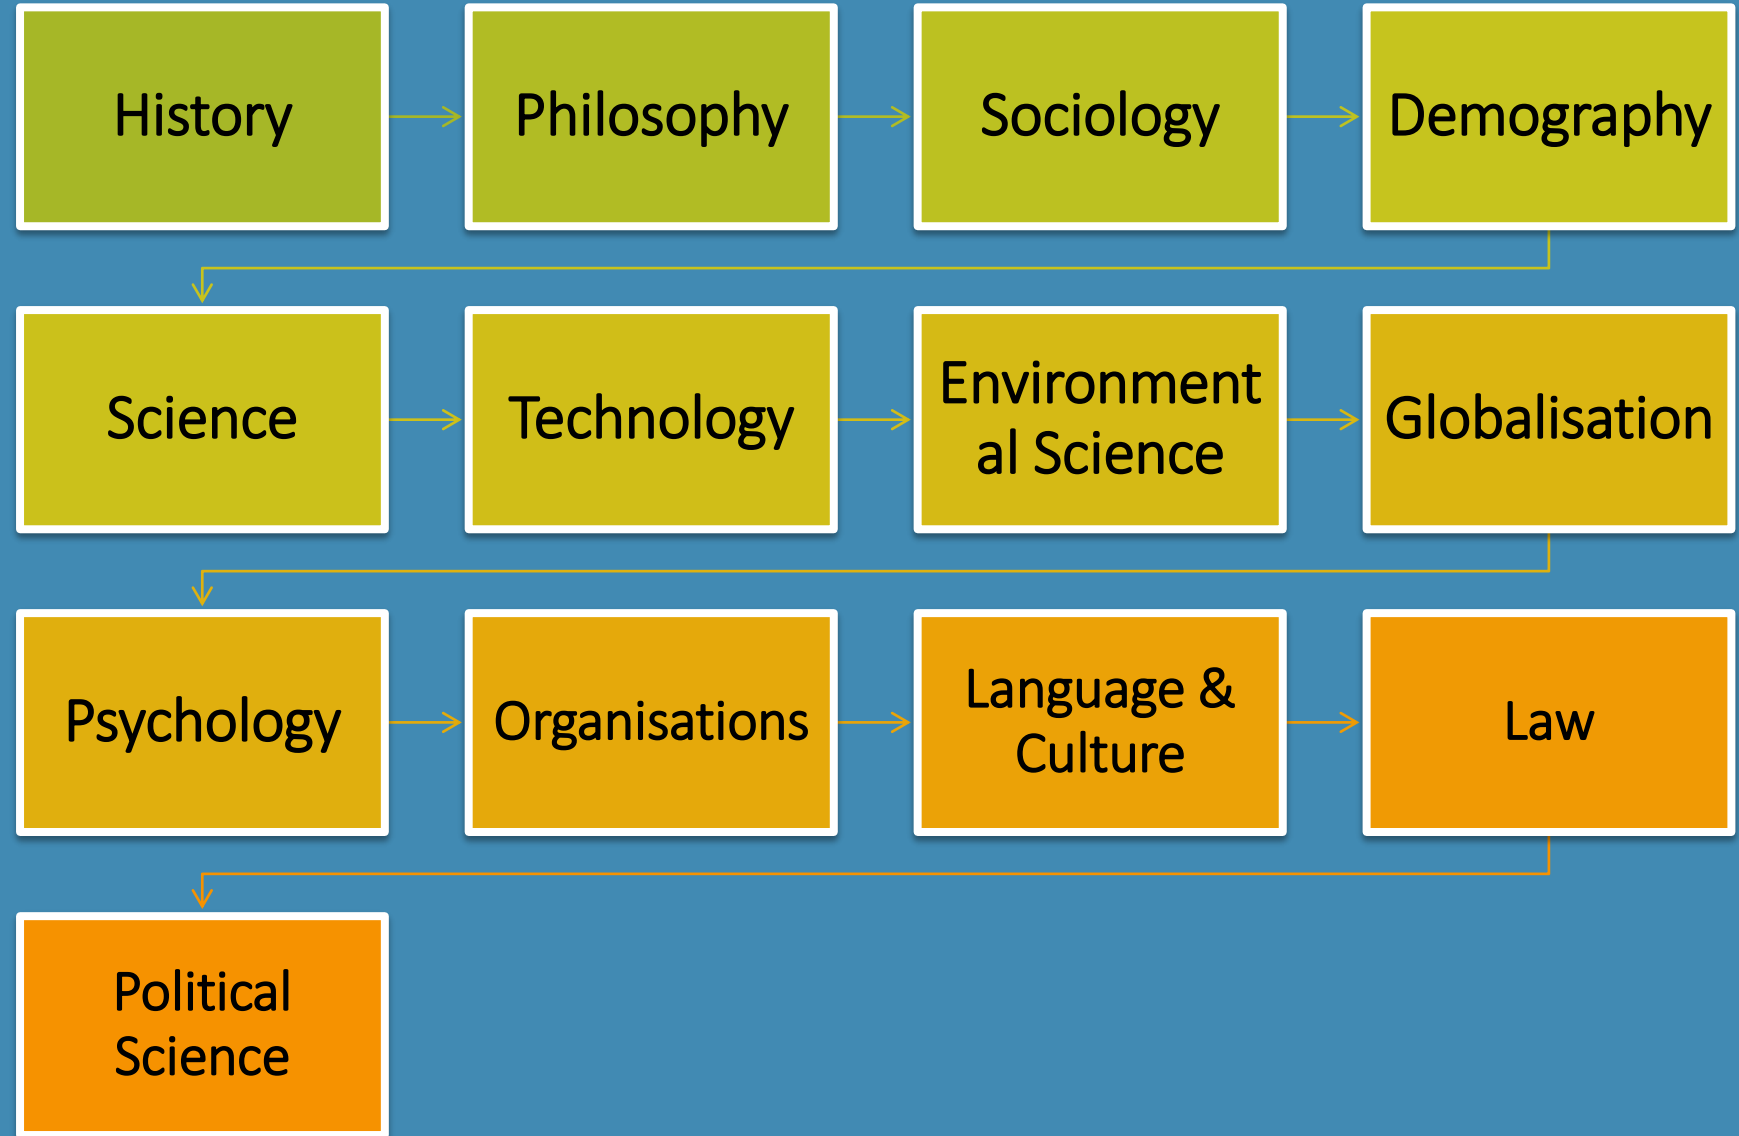 History
Philosophy
Sociology
Demography
Science
Technology
Environment
al Science
Globalisation
Psychology
Organisations
Language &
Culture
Law
Political
Science